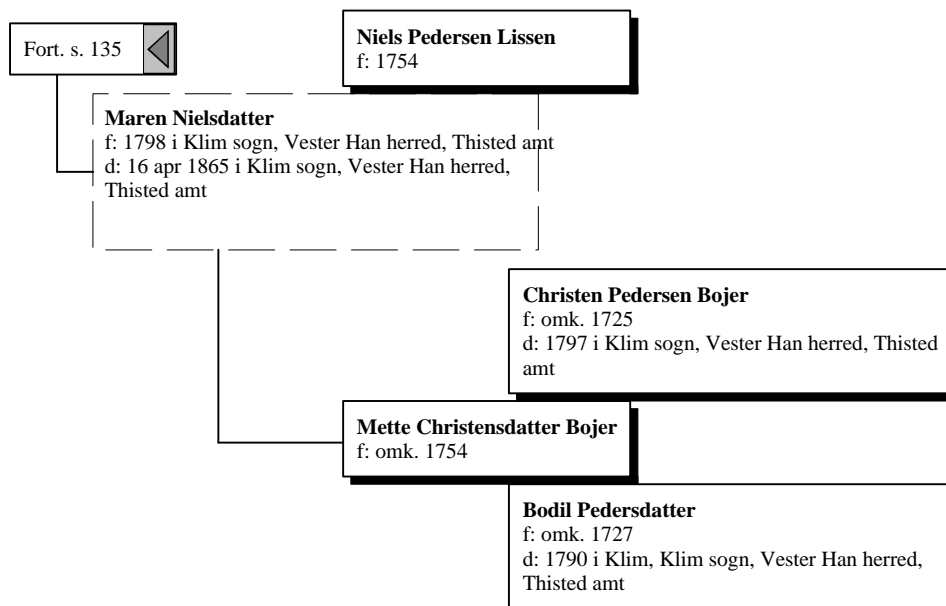 Fort. s. 135
Niels Pedersen Lissen
f: 1754
Maren Nielsdatter
f: 1798 i Klim sogn, Vester Han herred, Thisted amt
d: 16 apr 1865 i Klim sogn, Vester Han herred,
Thisted amt
Christen Pedersen Bojer
f: omk. 1725
d: 1797 i Klim sogn, Vester Han herred, Thisted
amt
Mette Christensdatter Bojer
f: omk. 1754
Bodil Pedersdatter
f: omk. 1727
d: 1790 i Klim, Klim sogn, Vester Han herred,
Thisted amt